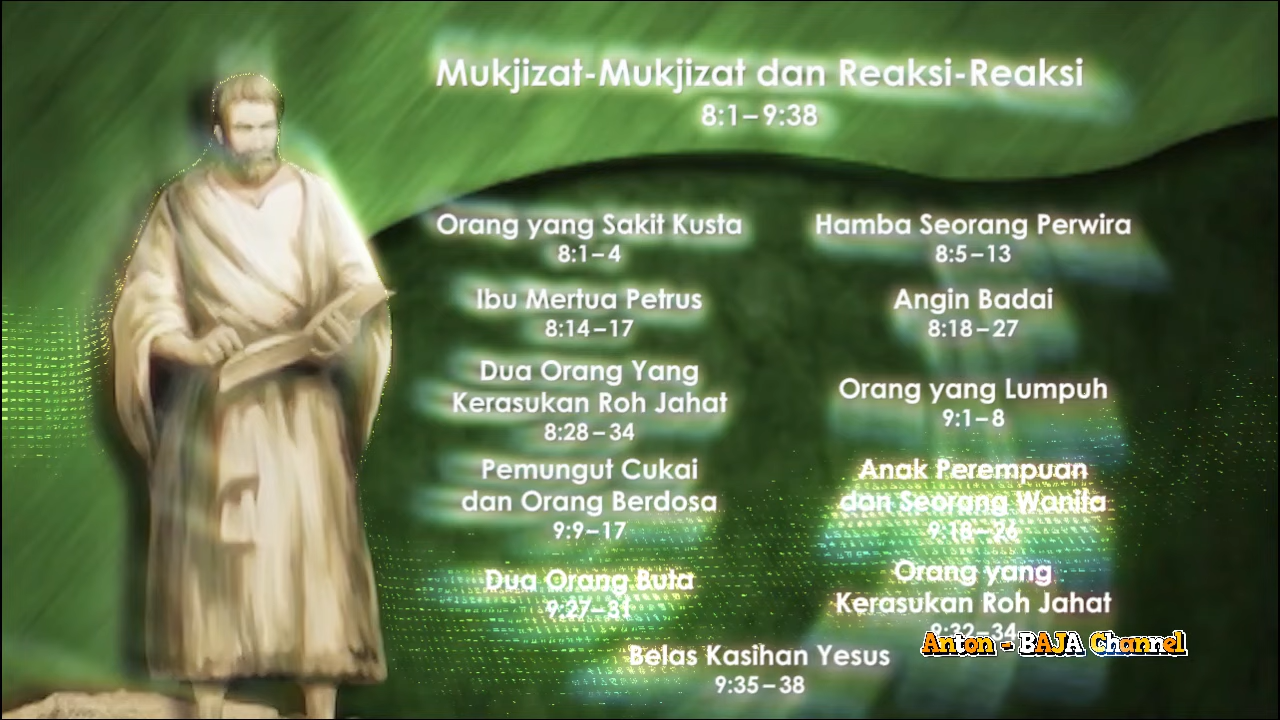 Mukjizat-Mukjizat dan Reaksi-Reaksi
8:1–9:38
Orang yang Sakit Kusta
8:1–4
Hamba Seorang Perwira
8:5–13
Ibu Mertua Petrus
8:14–17
Angin Badai
8:18–27
Dua Orang Yang
Kerasukan Roh Jahat
8:28–34
Orang yang Lumpuh
9:1–8
Pemungut Cukai
dan Orang Berdosa
9:9–17
Anak Perempuan
dan Seorang Wanita
9:18–26
Dua Orang Buta
9:27–31
Orang yang
Kerasukan Roh Jahat
9:32–34
Anton - BAJA Channel
Belas Kasihan Yesus
9:35–38